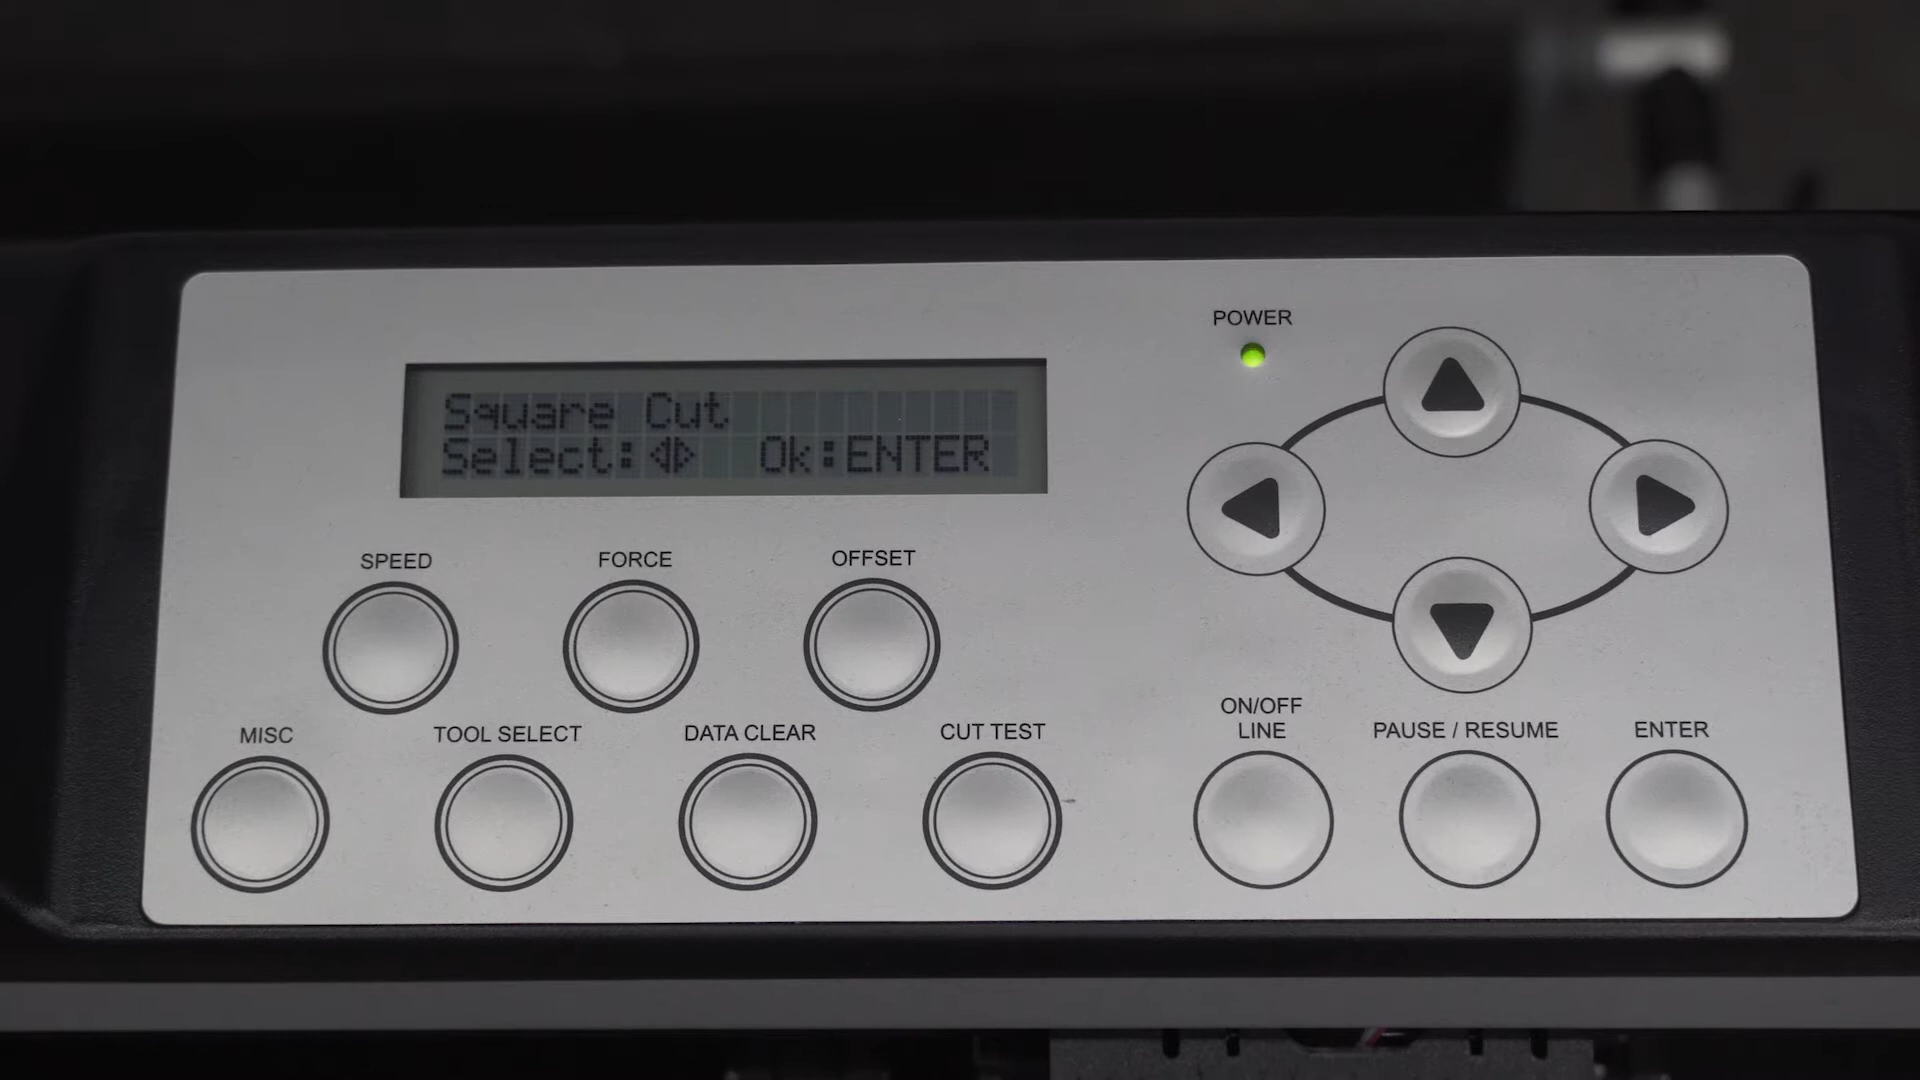 POWER
Square Cut
Select:◁▷ Ok:ENTER
SPEED FORCE OFFSET
MISC TOOL SELECT DATA CLEAR CUT TEST
ON/OFF
LINE
PAUSE / RESUME
ENTER